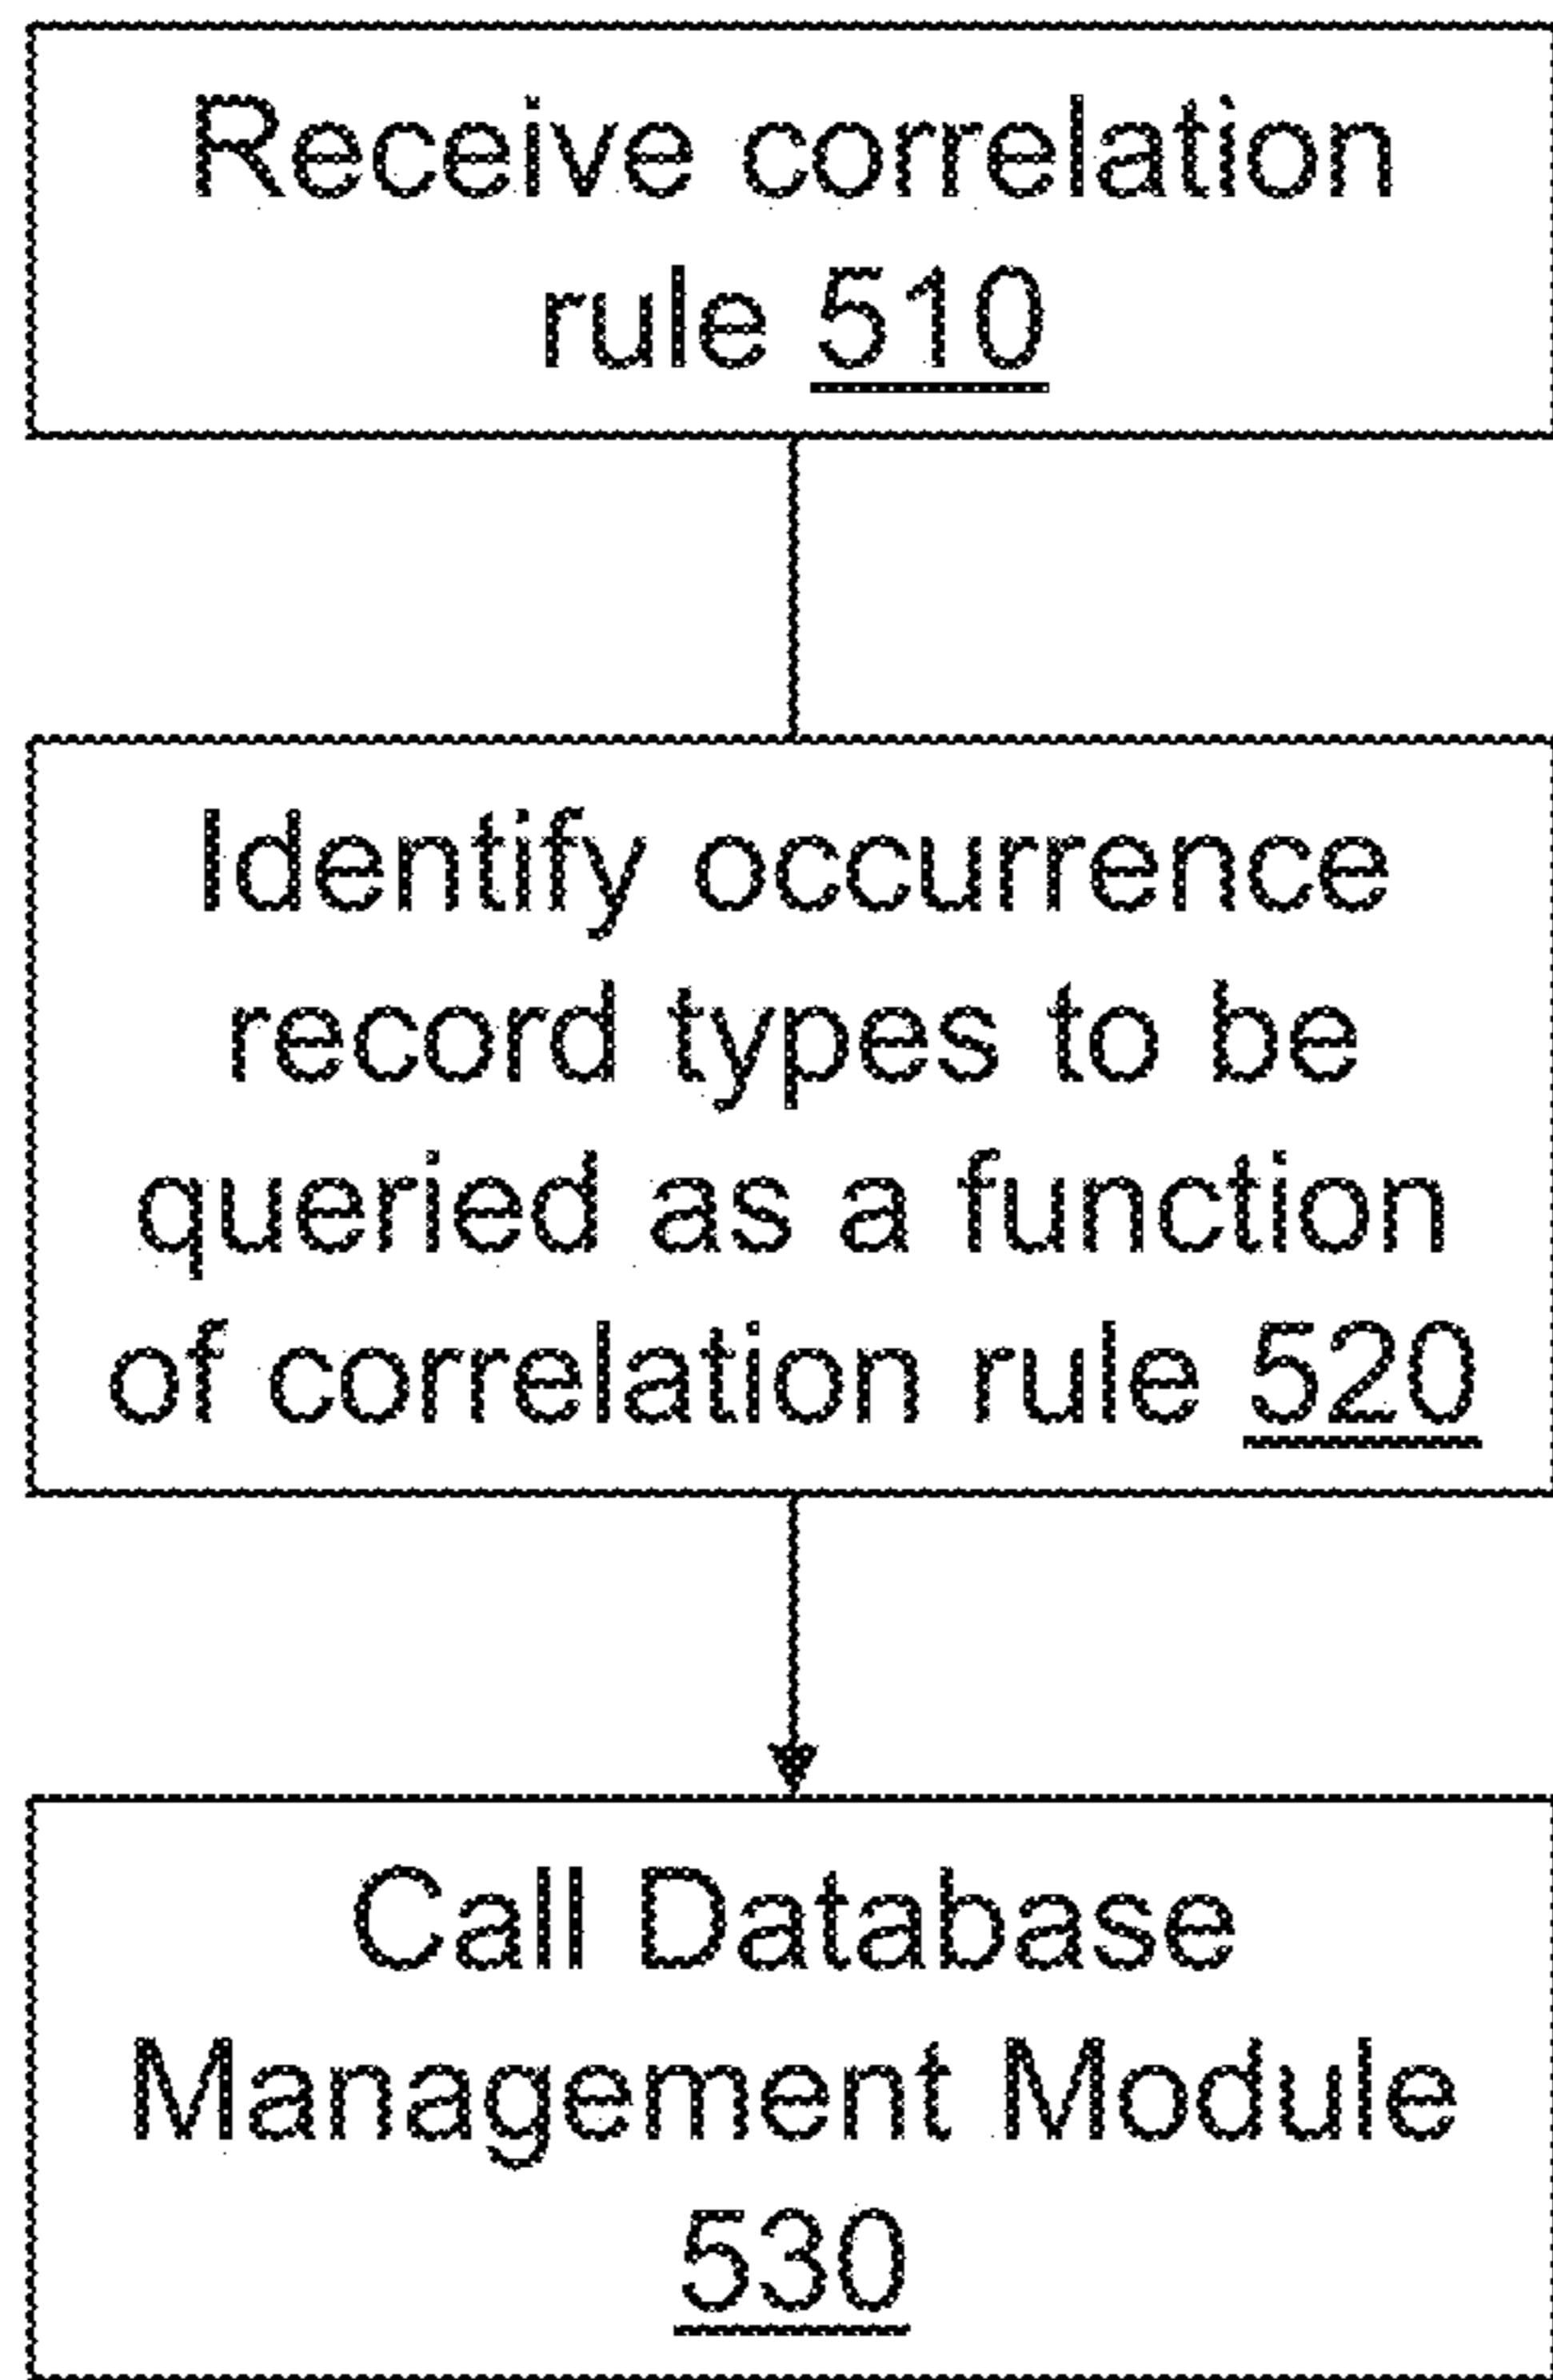 Receive correlation
rule 510
Identify occurrence
record types to be
queried as a function
of correlation rule 520
Call Database
Management Module
530